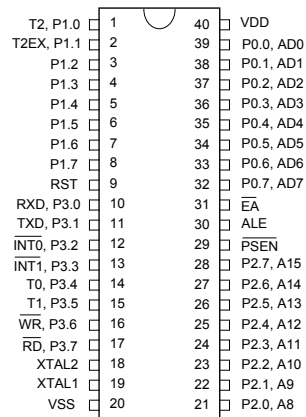 T2, P1.0 1 40 VDD
T2EX, P1.1 2 39 P0.0, AD0
P1.2 3 38 P0.1, AD1
P1.3 4 37 P0.2, AD2
P1.4 5 36 P0.3, AD3
P1.5 6 35 P0.4, AD4
P1.6 7 34 P0.5, AD5
P1.7 8 33 P0.6, AD6
RST 9 32 P0.7, AD7
RXD, P3.0 10 31 EA
TXD, P3.1 11 30 ALE
INT0, P3.2 12 29 PSEN
INT1, P3.3 13 28 P2.7, A15
T0, P3.4 14 27 P2.6, A14
T1, P3.5 15 26 P2.5, A13
WR, P3.6 16 25 P2.4, A12
RD, P3.7 17 24 P2.3, A11
XTAL2 18 23 P2.2, A10
XTAL1 19 22 P2.1, A9
VSS 20 21 P2.0, A8